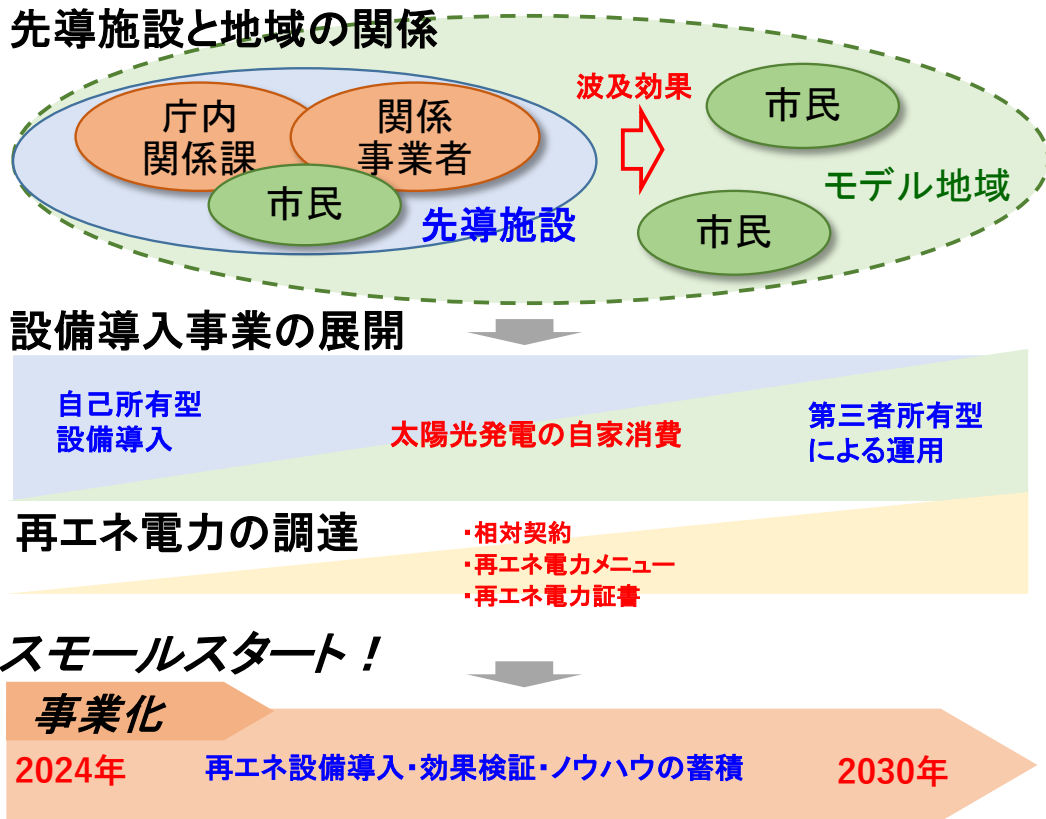 先導施設と地域の関係
庁内
関係課
関係
事業者
市民
先導施設
波及効果
市民
モデル地域
市民
設備導入事業の展開
自己所有型
設備導入
太陽光発電の自家消費
第三者所有型
による運用
再エネ電力の調達
・相対契約
・再エネ電力メニュー
・再エネ電力証書
スモールスタート！
事業化
2024年
再エネ設備導入・効果検証・ノウハウの蓄積
2030年